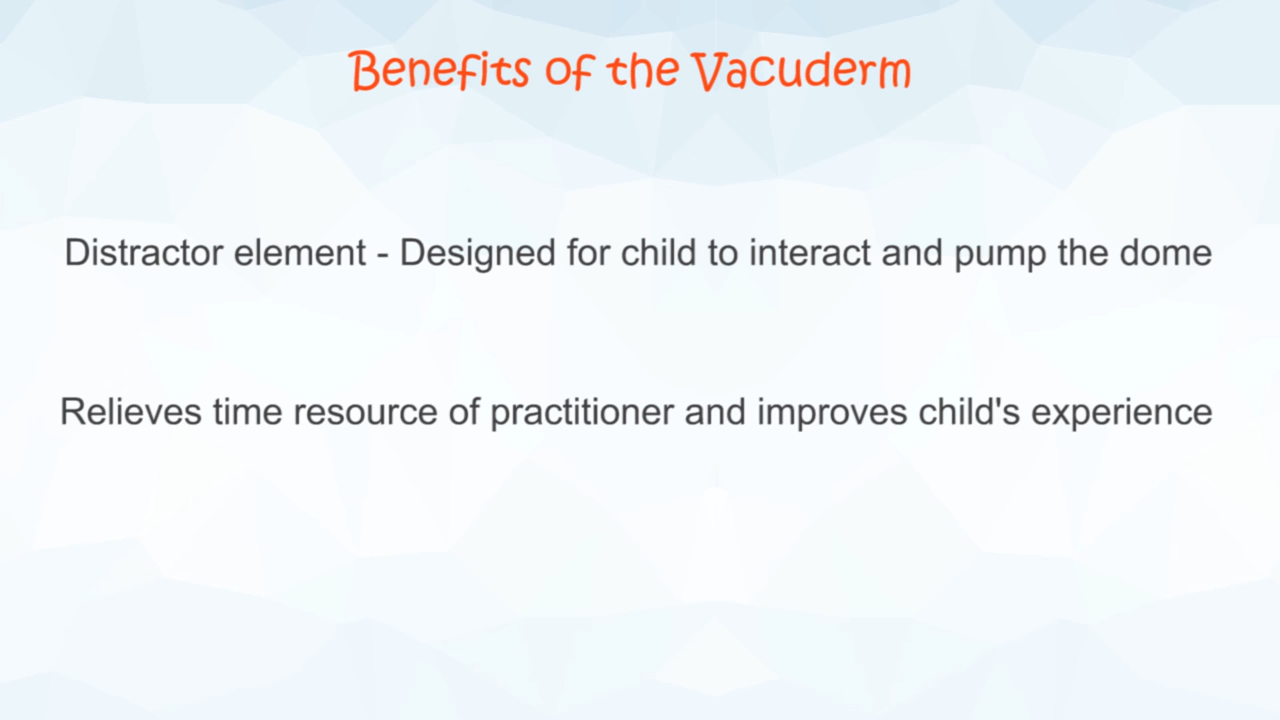 Benefits of the Vacuderm
Distractor element - Designed for child to interact and pump the dome
Relieves time resource of practitioner and improves child's experience